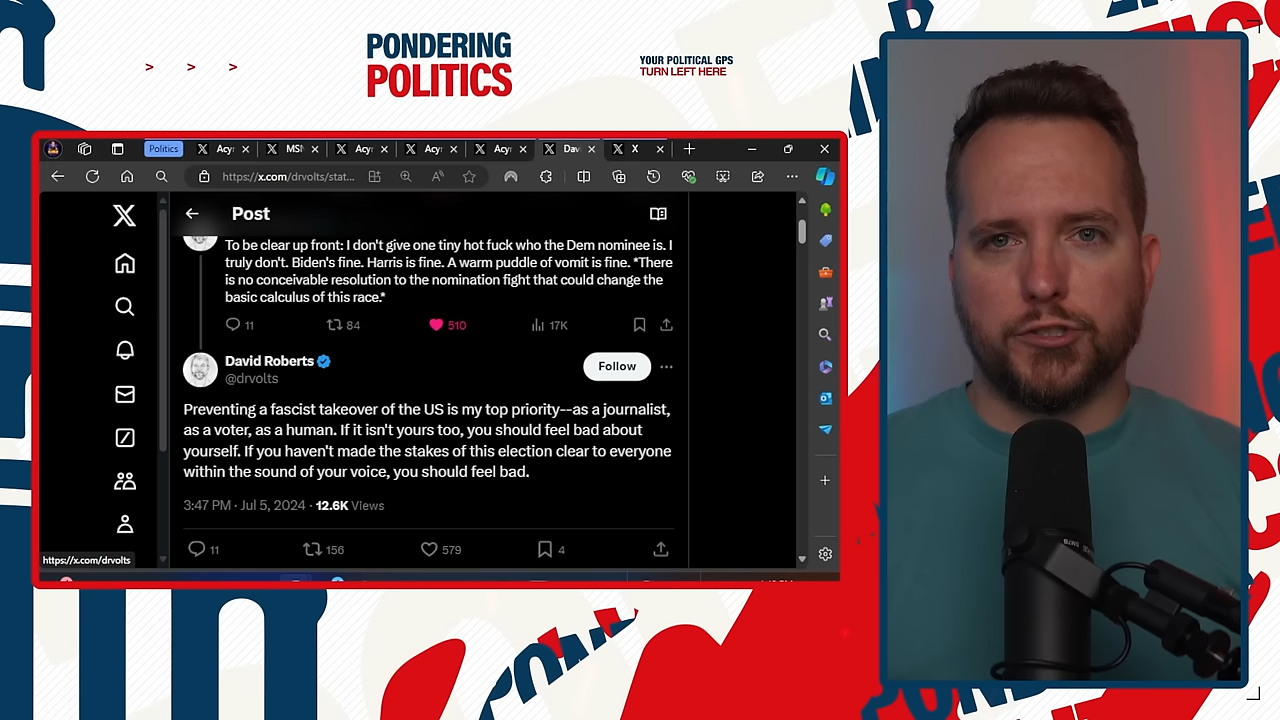 PONDERING
POLITICS
YOUR POLITICAL GPS
TURN LEFT HERE
> > >
Politics
Acyr
MSN
Acyr
Acyr
Acyr
Dav
X
https://x.com/drvolts/stat...
Post
To be clear up front: I don't give one tiny hot fuck who the Dem nominee is. I
truly don't. Biden's fine. Harris is fine. A warm puddle of vomit is fine. *There
is no conceivable resolution to the nomination fight that could change the
basic calculus of this race.*
11 84 510 17K
David Roberts
@drvolts
Follow
Preventing a fascist takeover of the US is my top priority--as a journalist,
as a voter, as a human. If it isn't yours too, you should feel bad about
yourself. If you haven't made the stakes of this election clear to everyone
within the sound of your voice, you should feel bad.
3:47 PM · Jul 5, 2024 · 12.6K Views
11 156 579 4
https://x.com/drvolts
SM7B